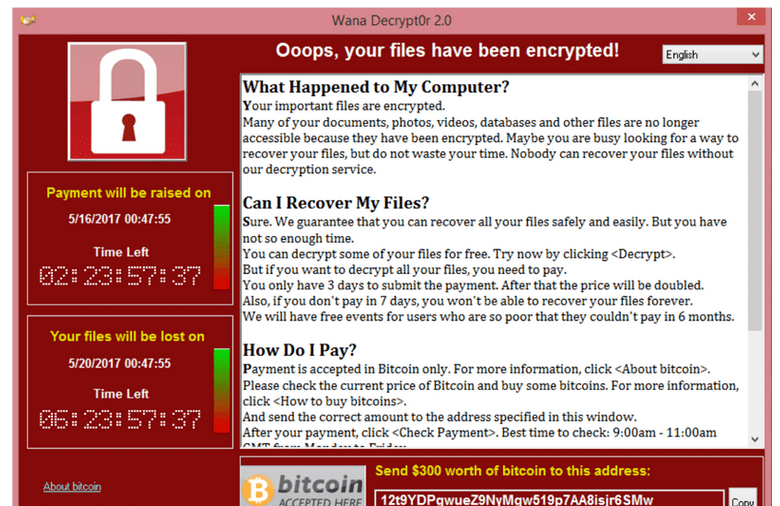 Wana Decrypt0r 2.0
Ooops, your files have been encrypted!
English
Payment will be raised on
5/16/2017 00:47:55
Time Left
02:23:57:37
Your files will be lost on
5/20/2017 00:47:55
Time Left
06:23:57:37
About bitcoin
What Happened to My Computer?
Your important files are encrypted.
Many of your documents, photos, videos, databases and other files are no longer
accessible because they have been encrypted. Maybe you are busy looking for a way to
recover your files, but do not waste your time. Nobody can recover your files without
our decryption service.
Can I Recover My Files?
Sure. We guarantee that you can recover all your files safely and easily. But you have
not so enough time.
You can decrypt some of your files for free. Try now by clicking <Decrypt>.
But if you want to decrypt all your files, you need to pay.
You only have 3 days to submit the payment. After that the price will be doubled.
Also, if you don't pay in 7 days, you won't be able to recover your files forever.
We will have free events for users who are so poor that they couldn't pay in 6 months.
How Do I Pay?
Payment is accepted in Bitcoin only. For more information, click <About bitcoin>.
Please check the current price of Bitcoin and buy some bitcoins. For more information,
click <How to buy bitcoins>.
And send the correct amount to the address specified in this window.
After your payment, click <Check Payment>. Best time to check: 9:00am - 11:00am
GMT from Monday to Friday
bitcoin
ACCEPTED HERE
Send $300 worth of bitcoin to this address:
12t9YDPgwueZ9NyMgw519p7AA8isjr6SMw
Copy